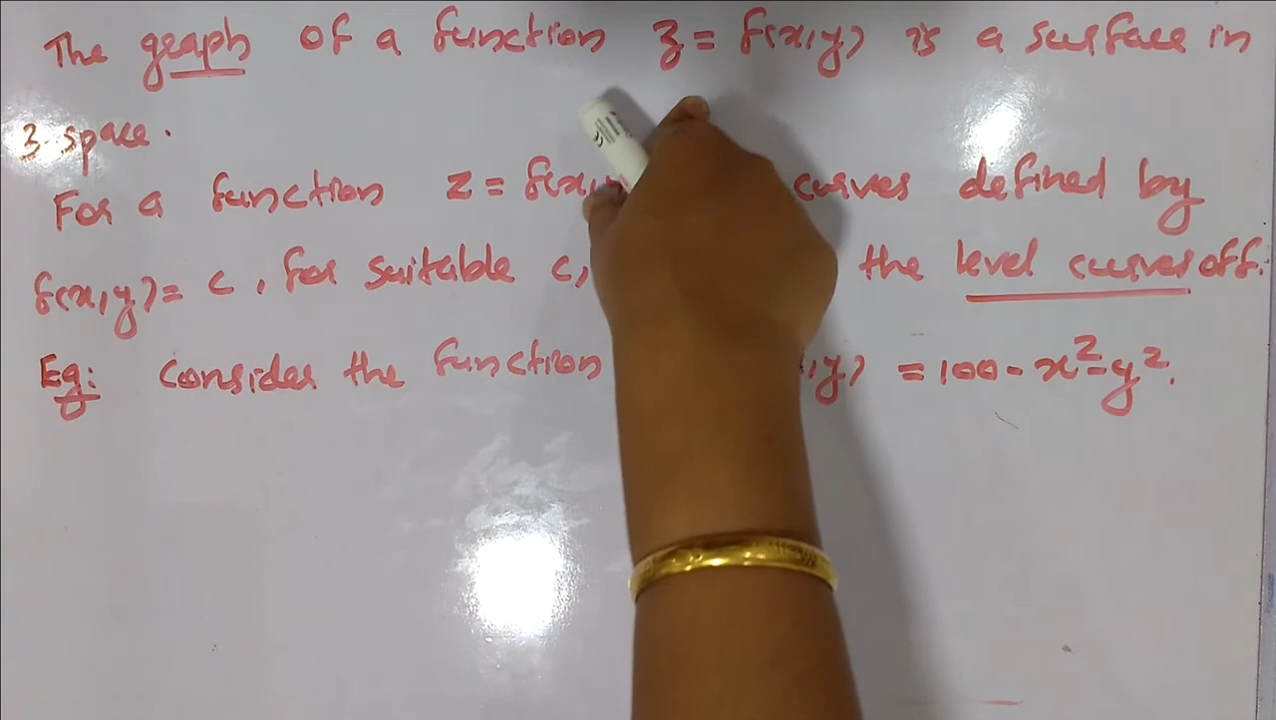 The graph of a function z = f(x,y) is a surface in
3-space.
For a function z = f(x,y curves defined by
f(x,y) = c, for suitable c, the level curves of f.
Eg: Consider the function ,y) = 100 - x² - y².